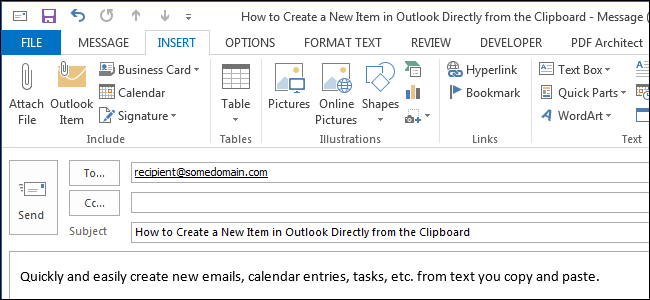 How to Create a New Item in Outlook Directly from the Clipboard - Message (
FILE MESSAGE INSERT OPTIONS FORMAT TEXT REVIEW DEVELOPER PDF Architect
Attach File
Outlook Item
Business Card
Calendar
Signature
Include
Table
Tables
Pictures
Online Pictures
Shapes
Illustrations
Hyperlink
Bookmark
Links
Text Box
Quick Parts
WordArt
Text
Send
To... recipient@somedomain.com
Cc...
Subject How to Create a New Item in Outlook Directly from the Clipboard
Quickly and easily create new emails, calendar entries, tasks, etc. from text you copy and paste.